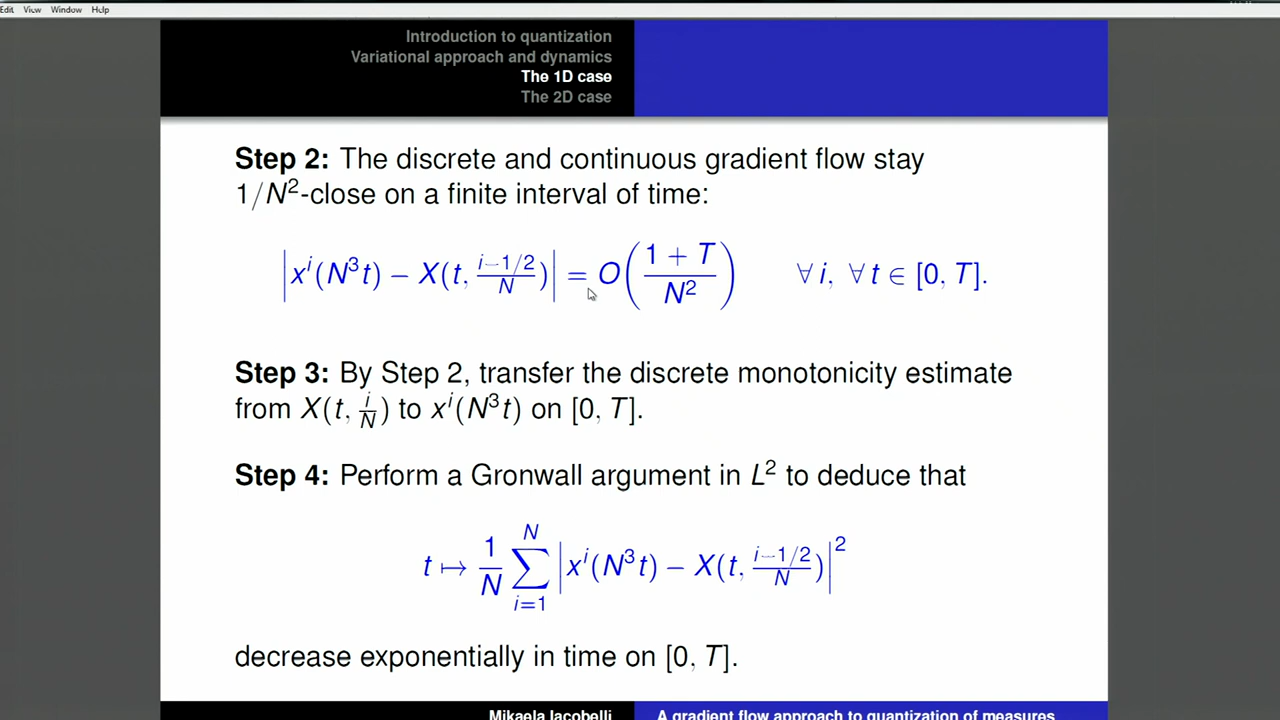 Edit View Window Help
Introduction to quantization
Variational approach and dynamics
The 1D case
The 2D case
Step 2: The discrete and continuous gradient flow stay
1/N²-close on a finite interval of time:
|xⁱ(N³t) − X(t, (i−1/2)/N)| = O((1 + T)/N²) ∀ i, ∀ t ∈ [0, T].
Step 3: By Step 2, transfer the discrete monotonicity estimate
from X(t, i/N) to xⁱ(N³t) on [0, T].
Step 4: Perform a Gronwall argument in L² to deduce that
t ↦ 1/N ∑_{i=1}^{N} |xⁱ(N³t) − X(t, (i−1/2)/N)|²
decrease exponentially in time on [0, T].
Mikaela Iacobelli A gradient flow approach to quantization of measures